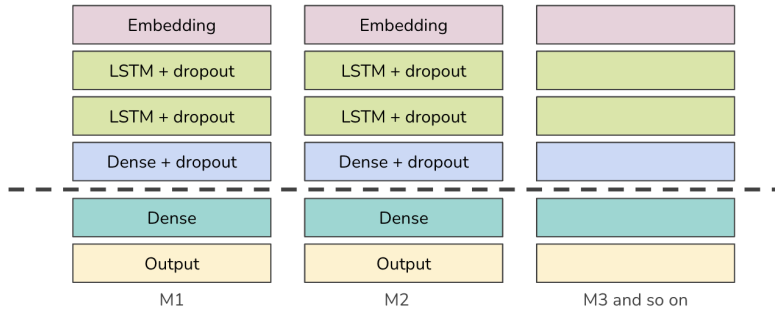 Embedding
Embedding
LSTM + dropout
LSTM + dropout
LSTM + dropout
LSTM + dropout
Dense + dropout
Dense + dropout
Dense
Dense
Output
Output
M1
M2
M3 and so on